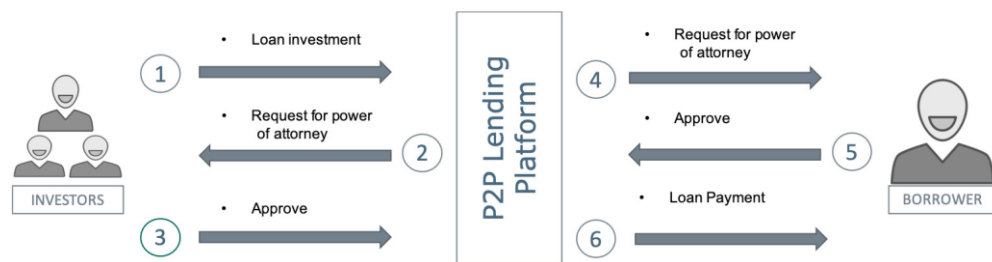 • Loan investment
1
• Request for power
of attorney
2
• Approve
3
INVESTORS
P2P Lending
Platform
• Request for power
of attorney
4
• Approve
5
• Loan Payment
6
BORROWER